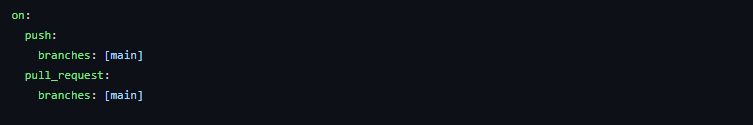 on:
  push:
    branches: [main]
  pull_request:
    branches: [main]